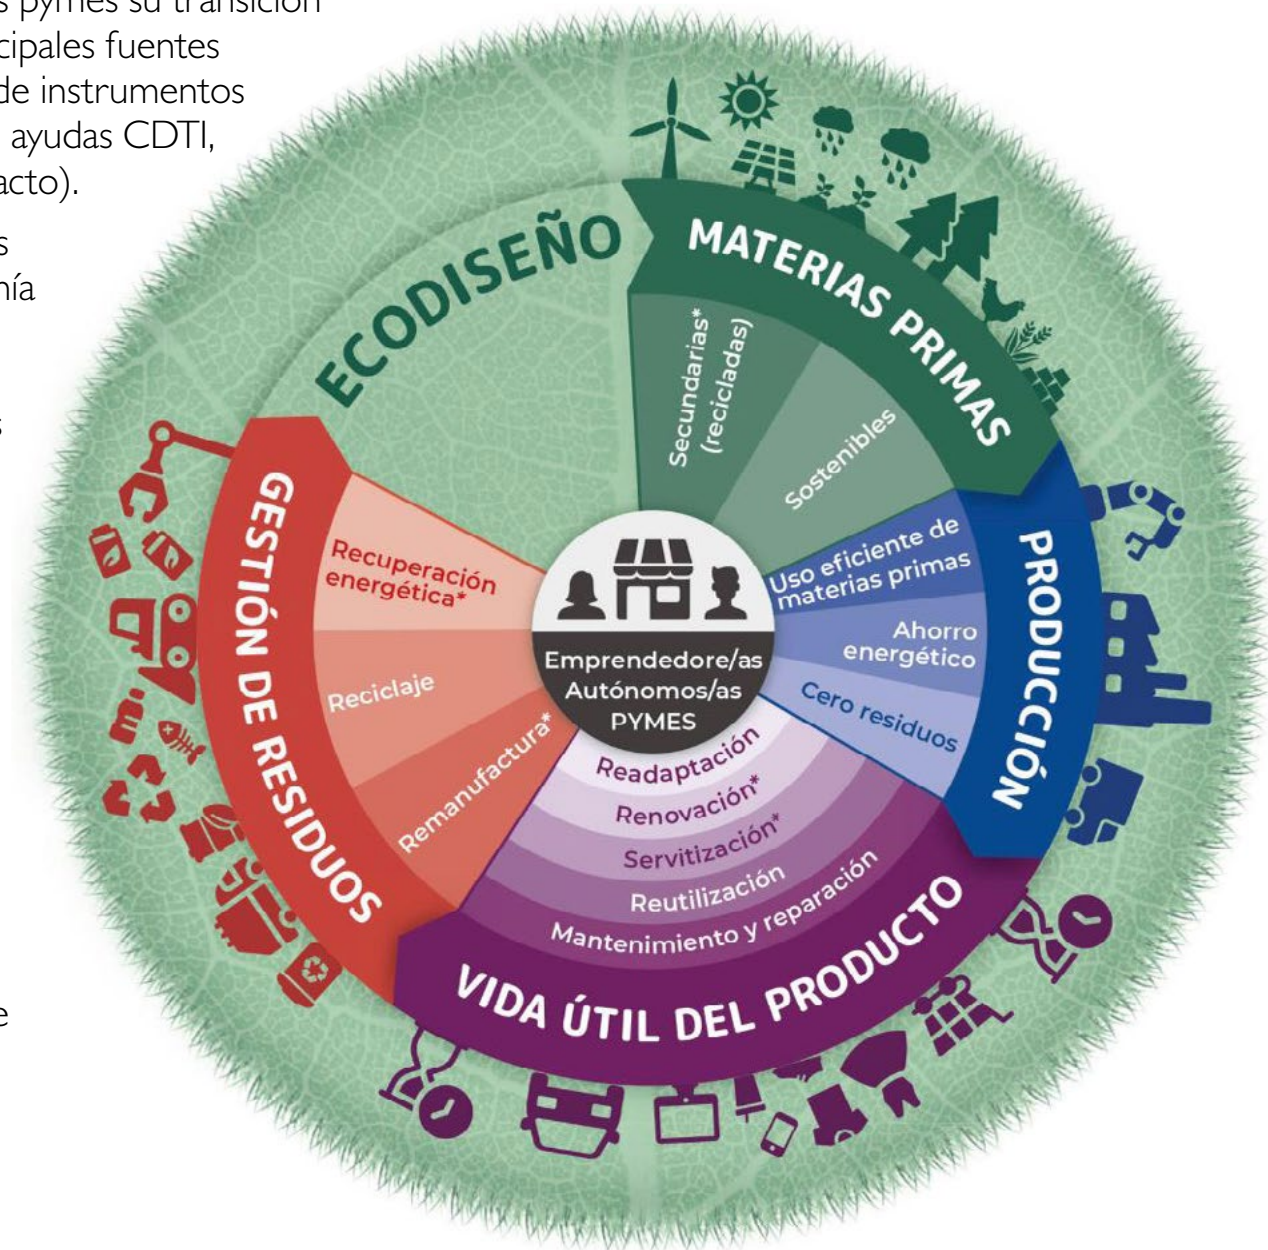 s pymes su transición
cipales fuentes
de instrumentos
ayudas CDTI,
acto).
s
nía
s
e
ECODISEÑO
MATERIAS PRIMAS
Secundarias*
(recicladas)
Sostenibles
PRODUCCIÓN
Uso eficiente de
materias primas
Ahorro
energético
Cero residuos
VIDA ÚTIL DEL PRODUCTO
Readaptación
Renovación*
Servitización*
Reutilización
Mantenimiento y reparación
GESTIÓN DE RESIDUOS
Recuperación
energética*
Reciclaje
Remanufactura*
Emprendedore/as
Autónomos/as
PYMES